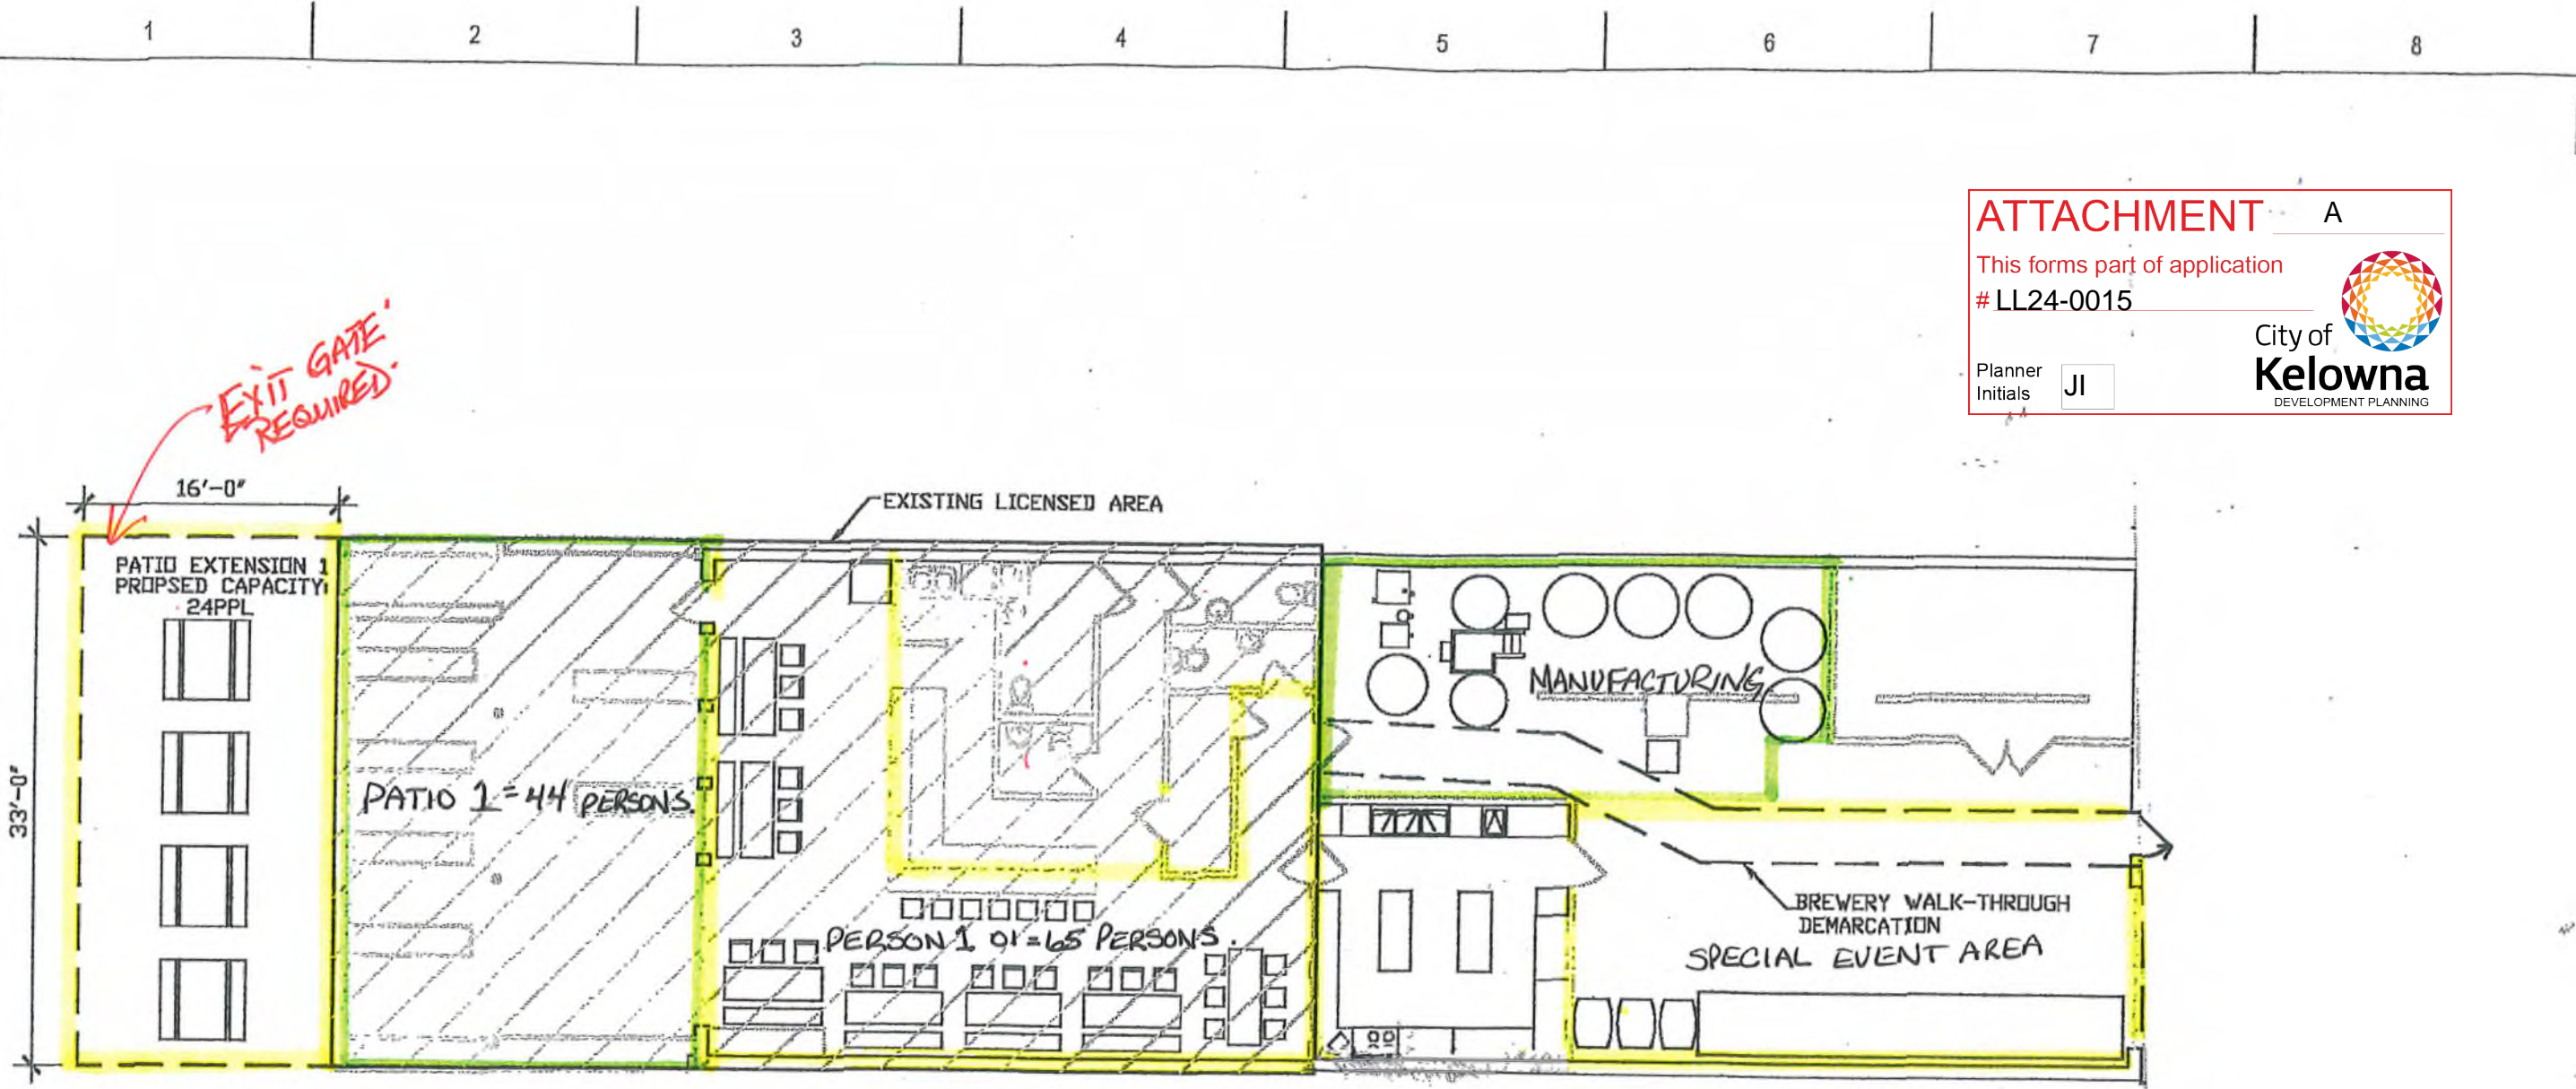 1 2 3 4 5 6 7 8
ATTACHMENT A
This forms part of application
# LL24-0015
City of
Kelowna
DEVELOPMENT PLANNING
Planner
Initials JI
EXIT GATE
REQUIRED
16'-0"
33'-0"
EXISTING LICENSED AREA
PATIO EXTENSION 1
PROPSED CAPACITY
24PPL
PATIO 1 = 44 PERSONS
PERSON 1 01=65 PERSONS.
MANUFACTURING
BREWERY WALK-THROUGH
DEMARCATION
SPECIAL EVENT AREA